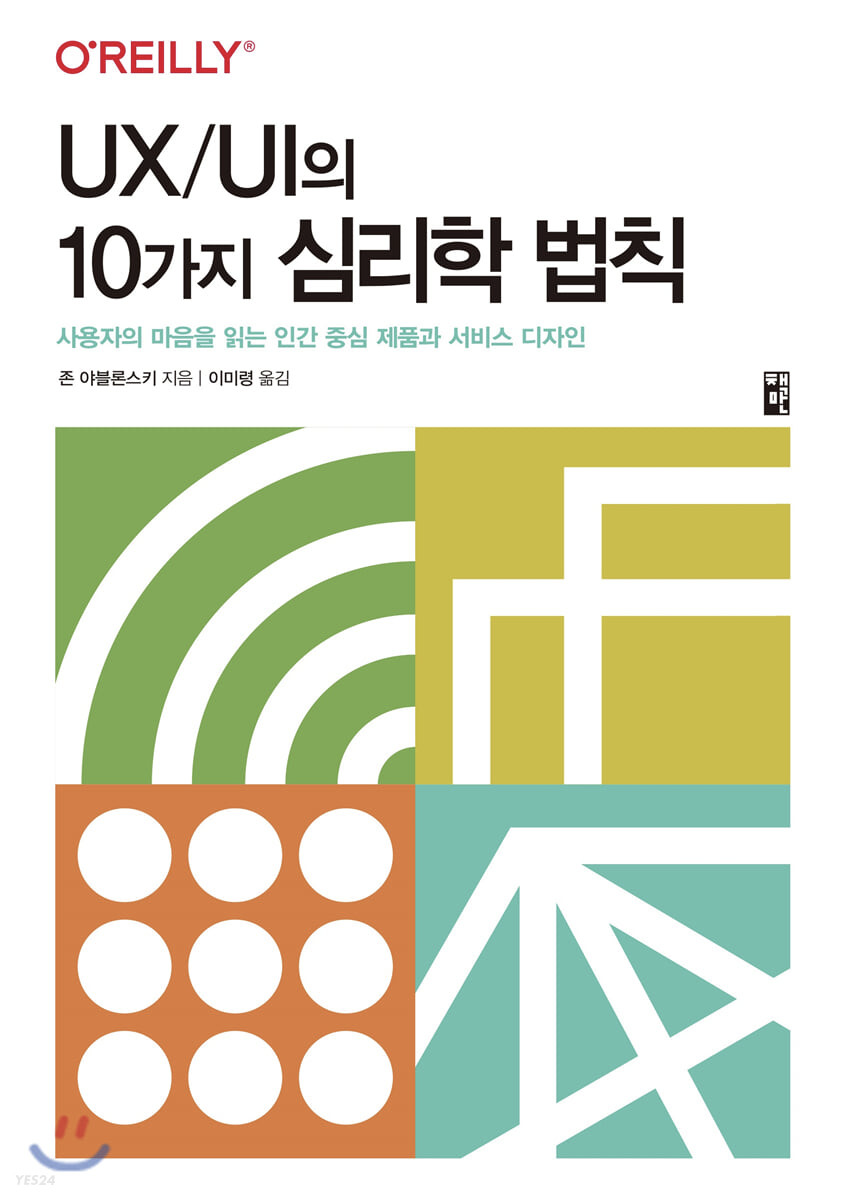 O'REILLY®
UX/UI의
10가지 심리학 법칙
사용자의 마음을 읽는 인간 중심 제품과 서비스 디자인
존 야블론스키 지음 | 이미령 옮김
책
만
YES24